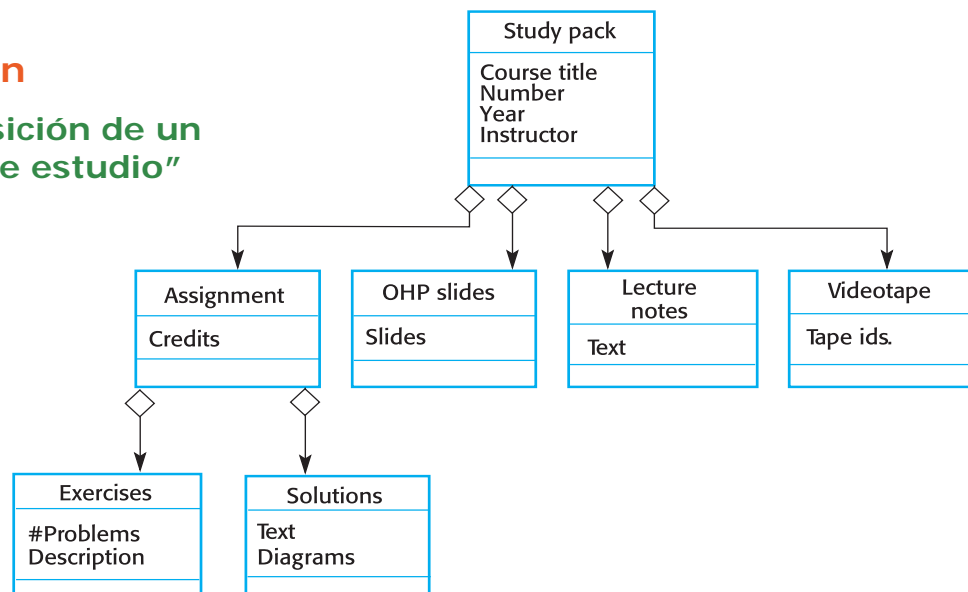 n
sición de un
e estudio”
Study pack
Course title
Number
Year
Instructor
Assignment
Credits
OHP slides
Slides
Lecture
notes
Text
Videotape
Tape ids.
Exercises
#Problems
Description
Solutions
Text
Diagrams